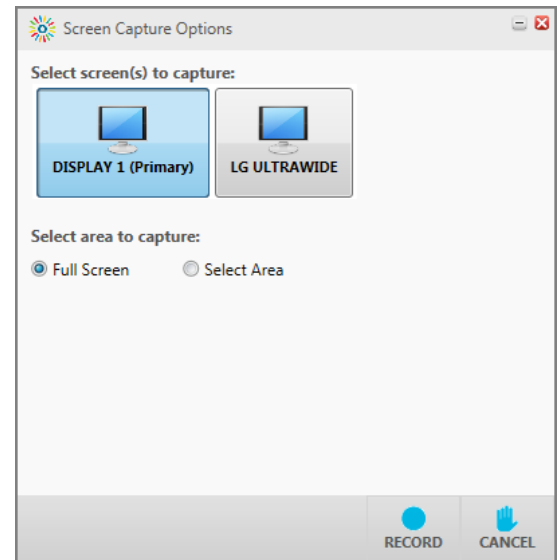 Screen Capture Options
Select screen(s) to capture:
DISPLAY 1 (Primary) LG ULTRAWIDE
Select area to capture:
Full Screen Select Area
RECORD CANCEL